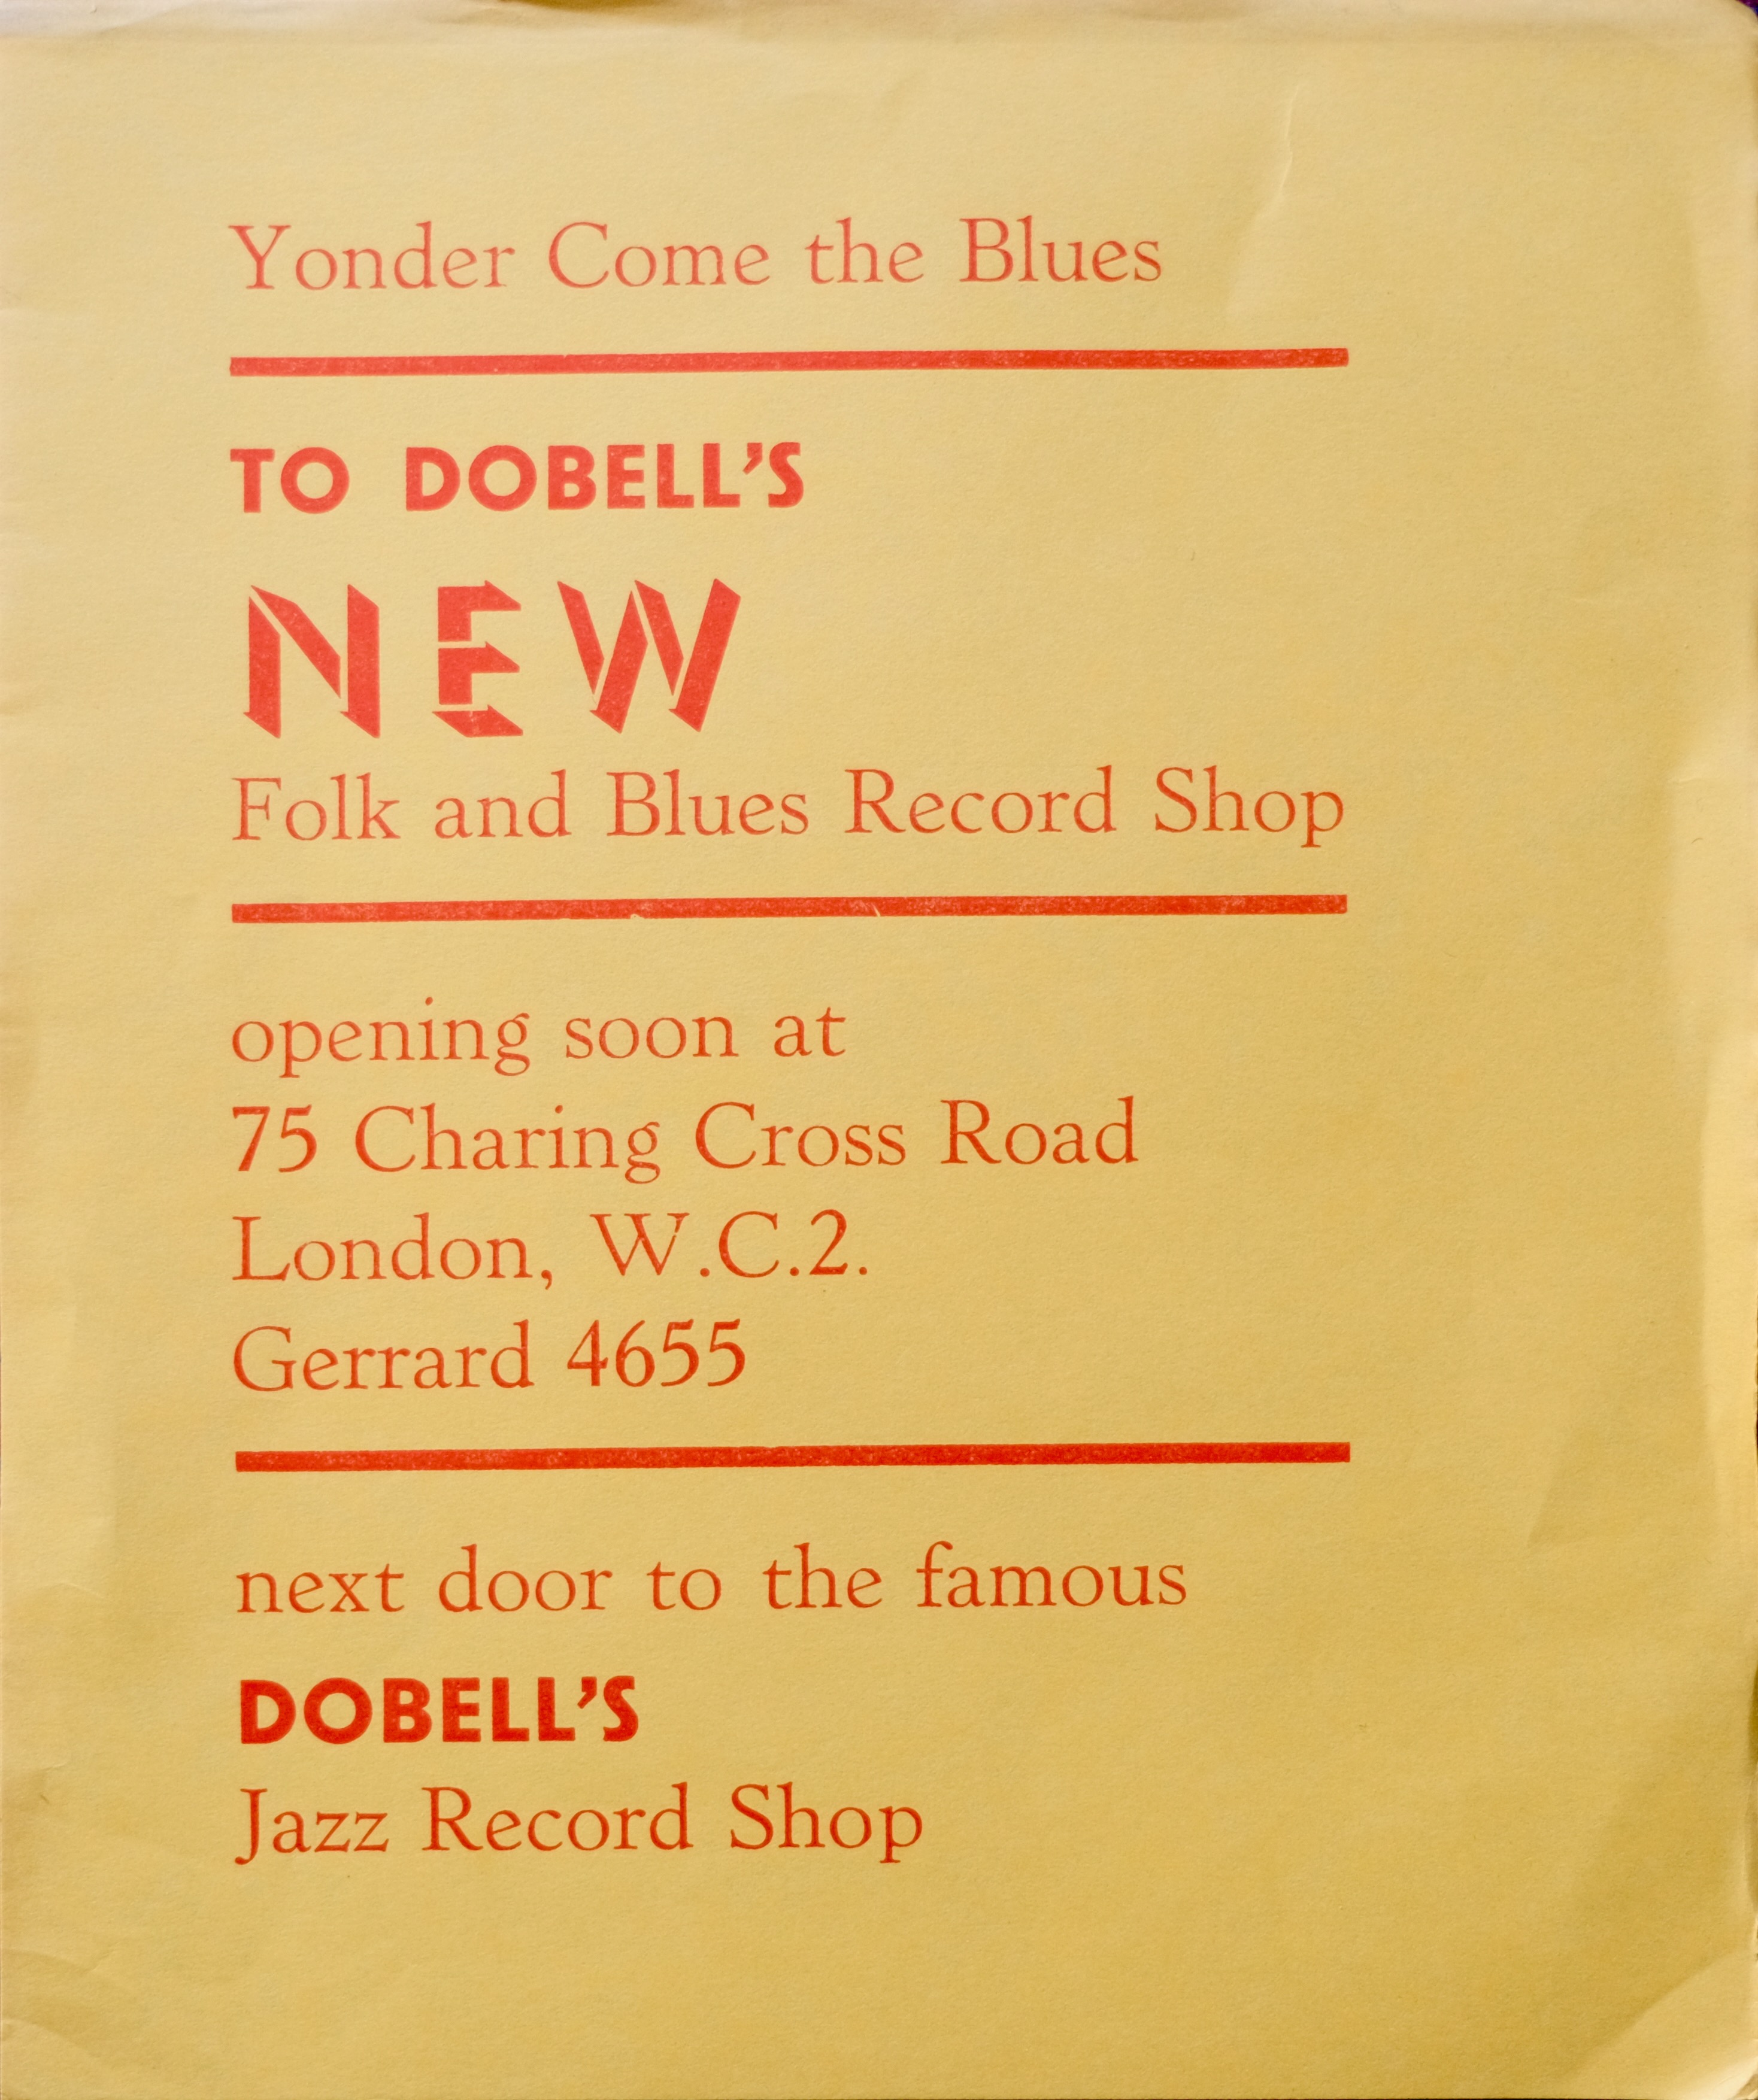 Yonder Come the Blues
TO DOBELL'S
NEW
Folk and Blues Record Shop
opening soon at
75 Charing Cross Road
London, W.C.2.
Gerrard 4655
next door to the famous
DOBELL'S
Jazz Record Shop